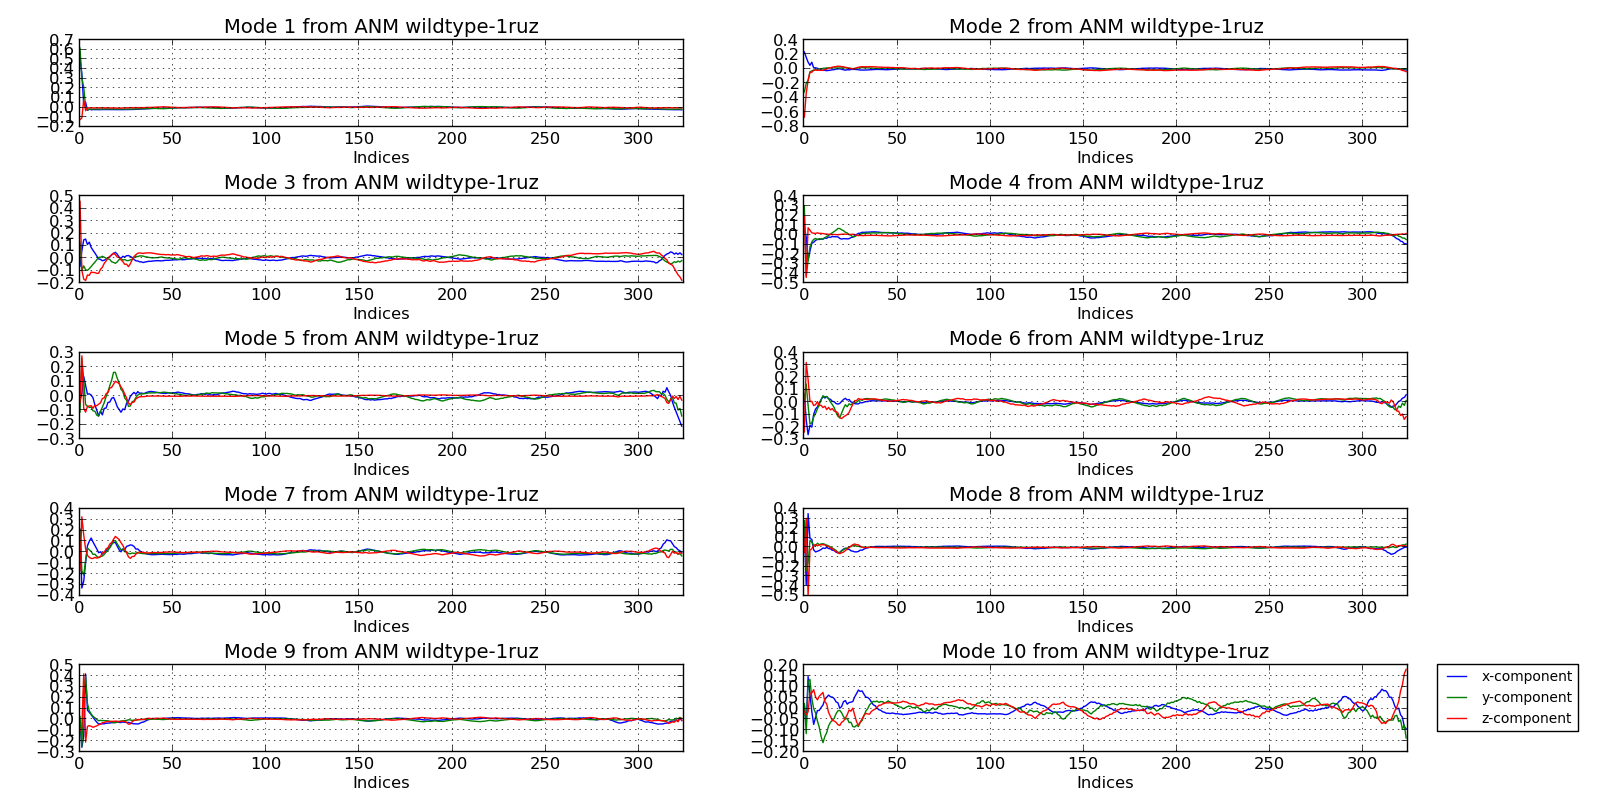 Mode 1 from ANM wildtype-1ruz
0.7
0.6
0.5
0.4
0.3
0.2
0.1
0.0
−0.1
−0.2
0 50 100 150 200 250 300
Indices
Mode 2 from ANM wildtype-1ruz
0.4
0.2
0.0
−0.2
−0.4
−0.6
−0.8
0 50 100 150 200 250 300
Indices
Mode 3 from ANM wildtype-1ruz
0.5
0.4
0.3
0.2
0.1
0.0
−0.1
−0.2
0 50 100 150 200 250 300
Indices
Mode 4 from ANM wildtype-1ruz
0.4
0.3
0.2
0.1
0.0
−0.1
−0.2
−0.3
−0.4
−0.5
0 50 100 150 200 250 300
Indices
Mode 5 from ANM wildtype-1ruz
0.3
0.2
0.1
0.0
−0.1
−0.2
−0.3
0 50 100 150 200 250 300
Indices
Mode 6 from ANM wildtype-1ruz
0.4
0.3
0.2
0.1
0.0
−0.1
−0.2
−0.3
0 50 100 150 200 250 300
Indices
Mode 7 from ANM wildtype-1ruz
0.4
0.3
0.2
0.1
0.0
−0.1
−0.2
−0.3
−0.4
0 50 100 150 200 250 300
Indices
Mode 8 from ANM wildtype-1ruz
0.4
0.3
0.2
0.1
0.0
−0.1
−0.2
−0.3
−0.4
−0.5
0 50 100 150 200 250 300
Indices
Mode 9 from ANM wildtype-1ruz
0.5
0.4
0.3
0.2
0.1
0.0
−0.1
−0.2
−0.3
0 50 100 150 200 250 300
Indices
Mode 10 from ANM wildtype-1ruz
0.20
0.15
0.10
0.05
0.00
−0.05
−0.10
−0.15
−0.20
0 50 100 150 200 250 300
Indices
x-component
y-component
z-component